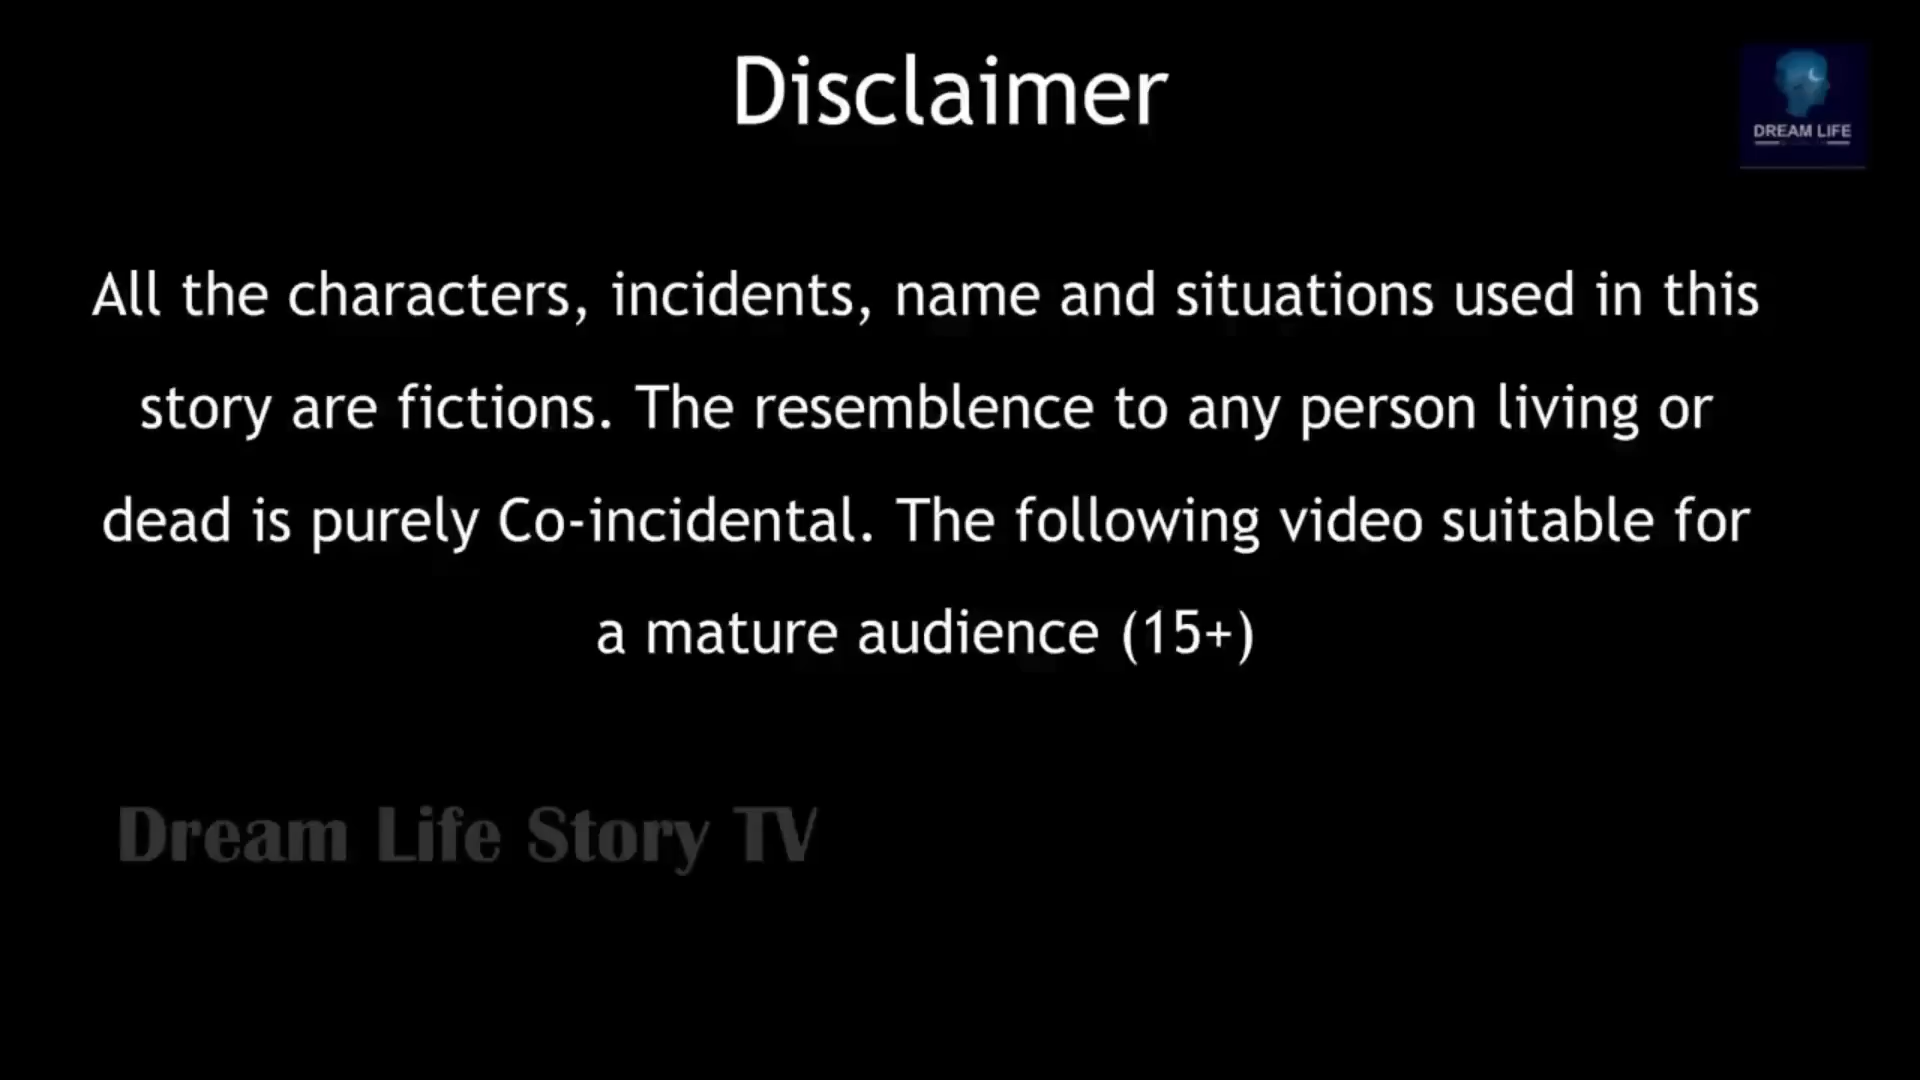 Disclaimer
DREAM LIFE
All the characters, incidents, name and situations used in this
story are fictions. The resemblence to any person living or
dead is purely Co-incidental. The following video suitable for
a mature audience (15+)
Dream Life Story TV